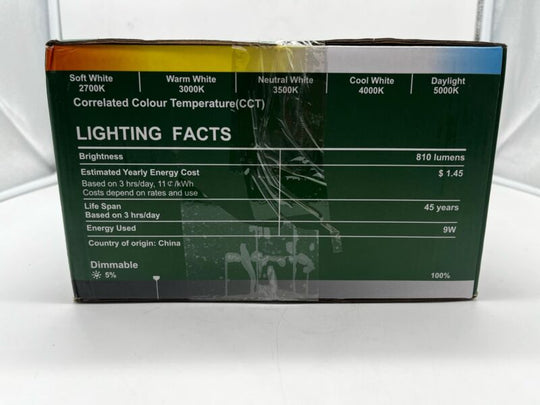 Soft White Warm White Neutral White Cool White Daylight
2700K 3000K 3500K 4000K 5000K
Correlated Colour Temperature(CCT)
LIGHTING FACTS
Brightness 810 lumens
Estimated Yearly Energy Cost $ 1.45
Based on 3 hrs/day, 11 ¢/kWh
Costs depend on rates and use
Life Span 45 years
Based on 3 hrs/day
Energy Used 9W
Country of origin: China
Dimmable
5% 100%